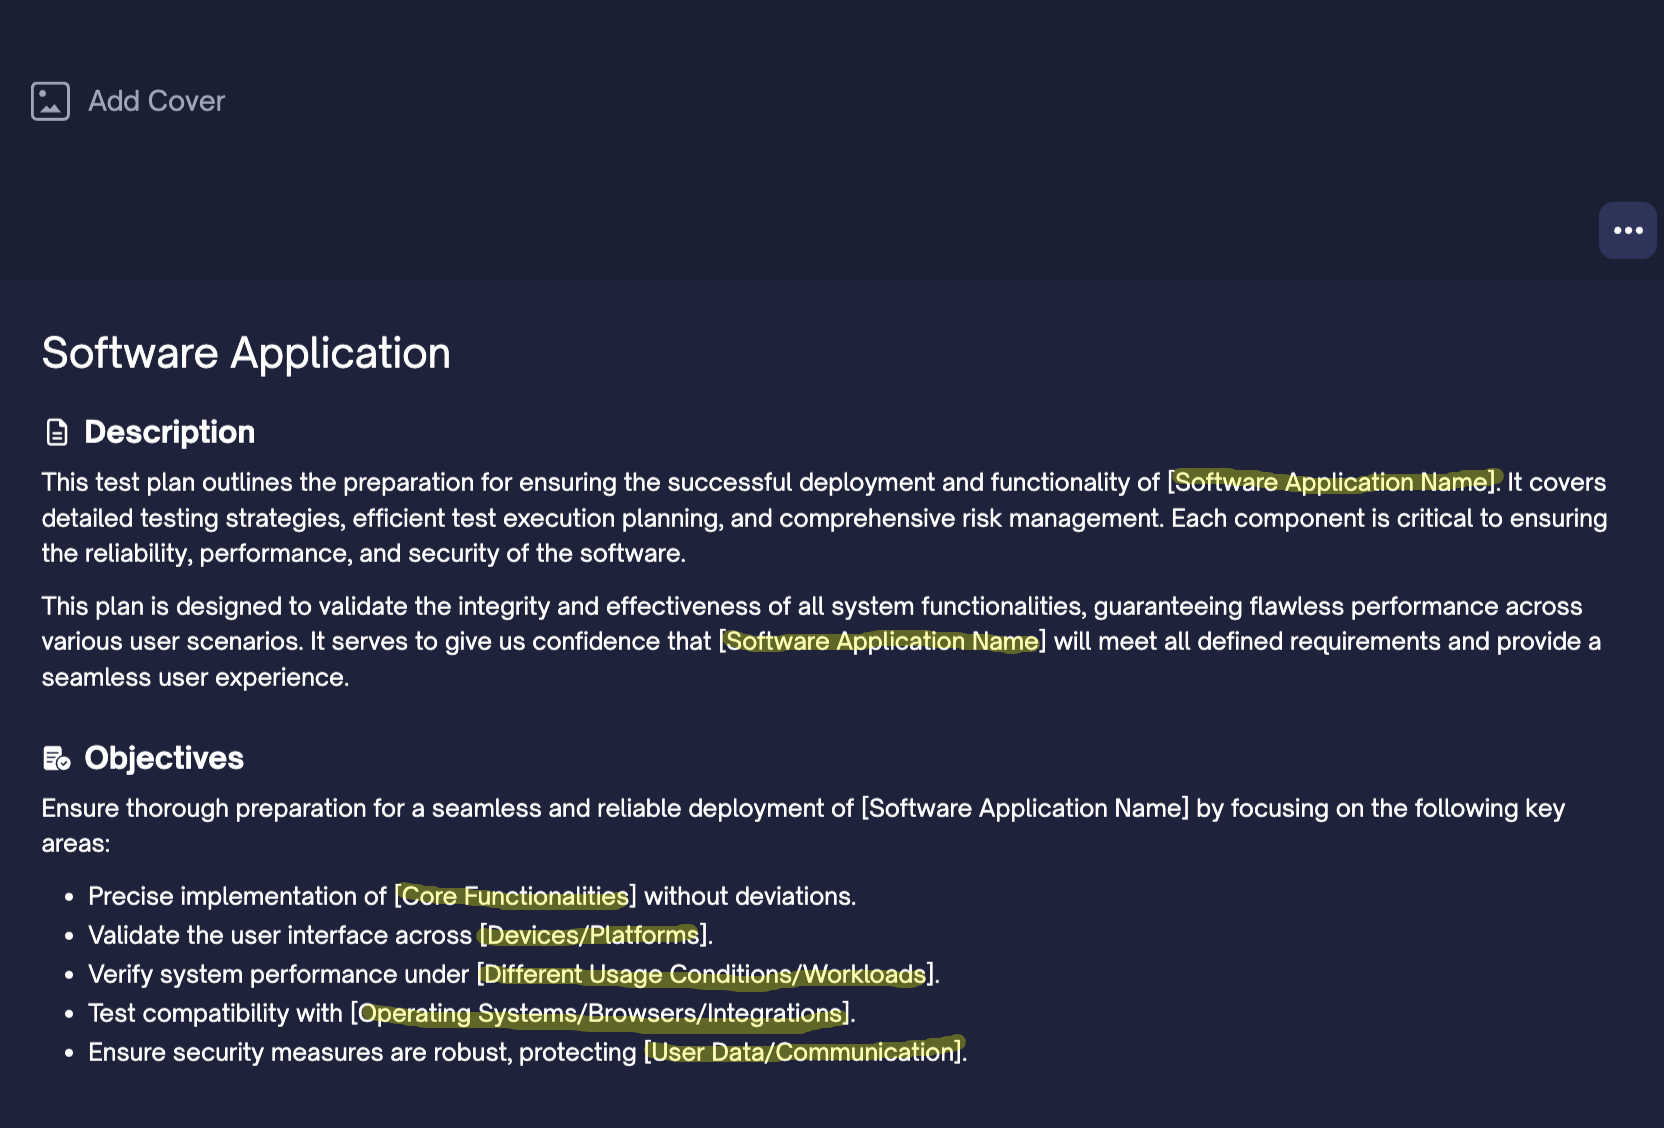 Add Cover
Software Application
Description
This test plan outlines the preparation for ensuring the successful deployment and functionality of [Software Application Name]. It covers
detailed testing strategies, efficient test execution planning, and comprehensive risk management. Each component is critical to ensuring
the reliability, performance, and security of the software.
This plan is designed to validate the integrity and effectiveness of all system functionalities, guaranteeing flawless performance across
various user scenarios. It serves to give us confidence that [Software Application Name] will meet all defined requirements and provide a
seamless user experience.
Objectives
Ensure thorough preparation for a seamless and reliable deployment of [Software Application Name] by focusing on the following key
areas:
• Precise implementation of [Core Functionalities] without deviations.
• Validate the user interface across [Devices/Platforms].
• Verify system performance under [Different Usage Conditions/Workloads].
• Test compatibility with [Operating Systems/Browsers/Integrations].
• Ensure security measures are robust, protecting [User Data/Communication].